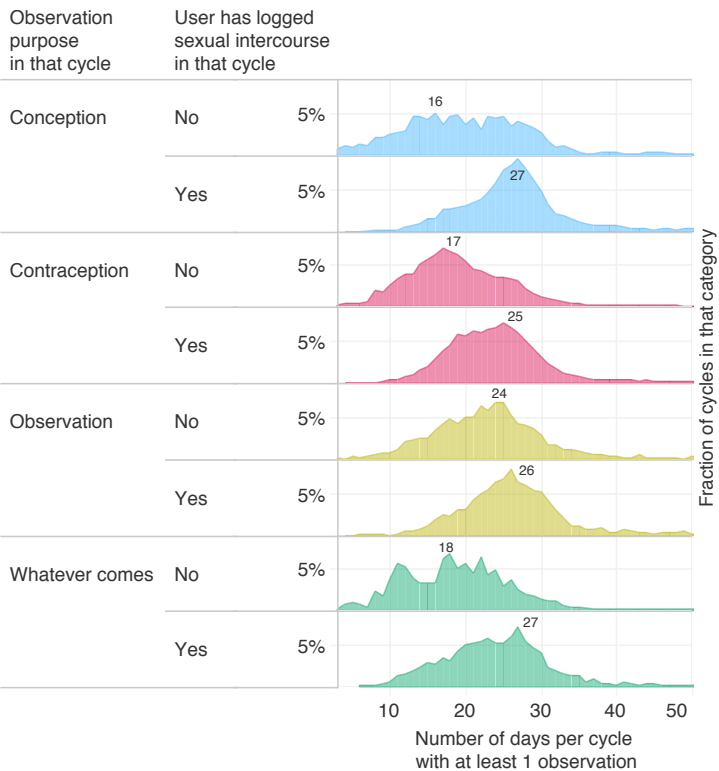 Observation
purpose
in that cycle
User has logged
sexual intercourse
in that cycle
Conception
No
5%
16
Yes
5%
27
Contraception
No
5%
17
Yes
5%
25
Observation
No
5%
24
Yes
5%
26
Whatever comes
No
5%
18
Yes
5%
27
Fraction of cycles in that category
10 20 30 40 50
Number of days per cycle
with at least 1 observation